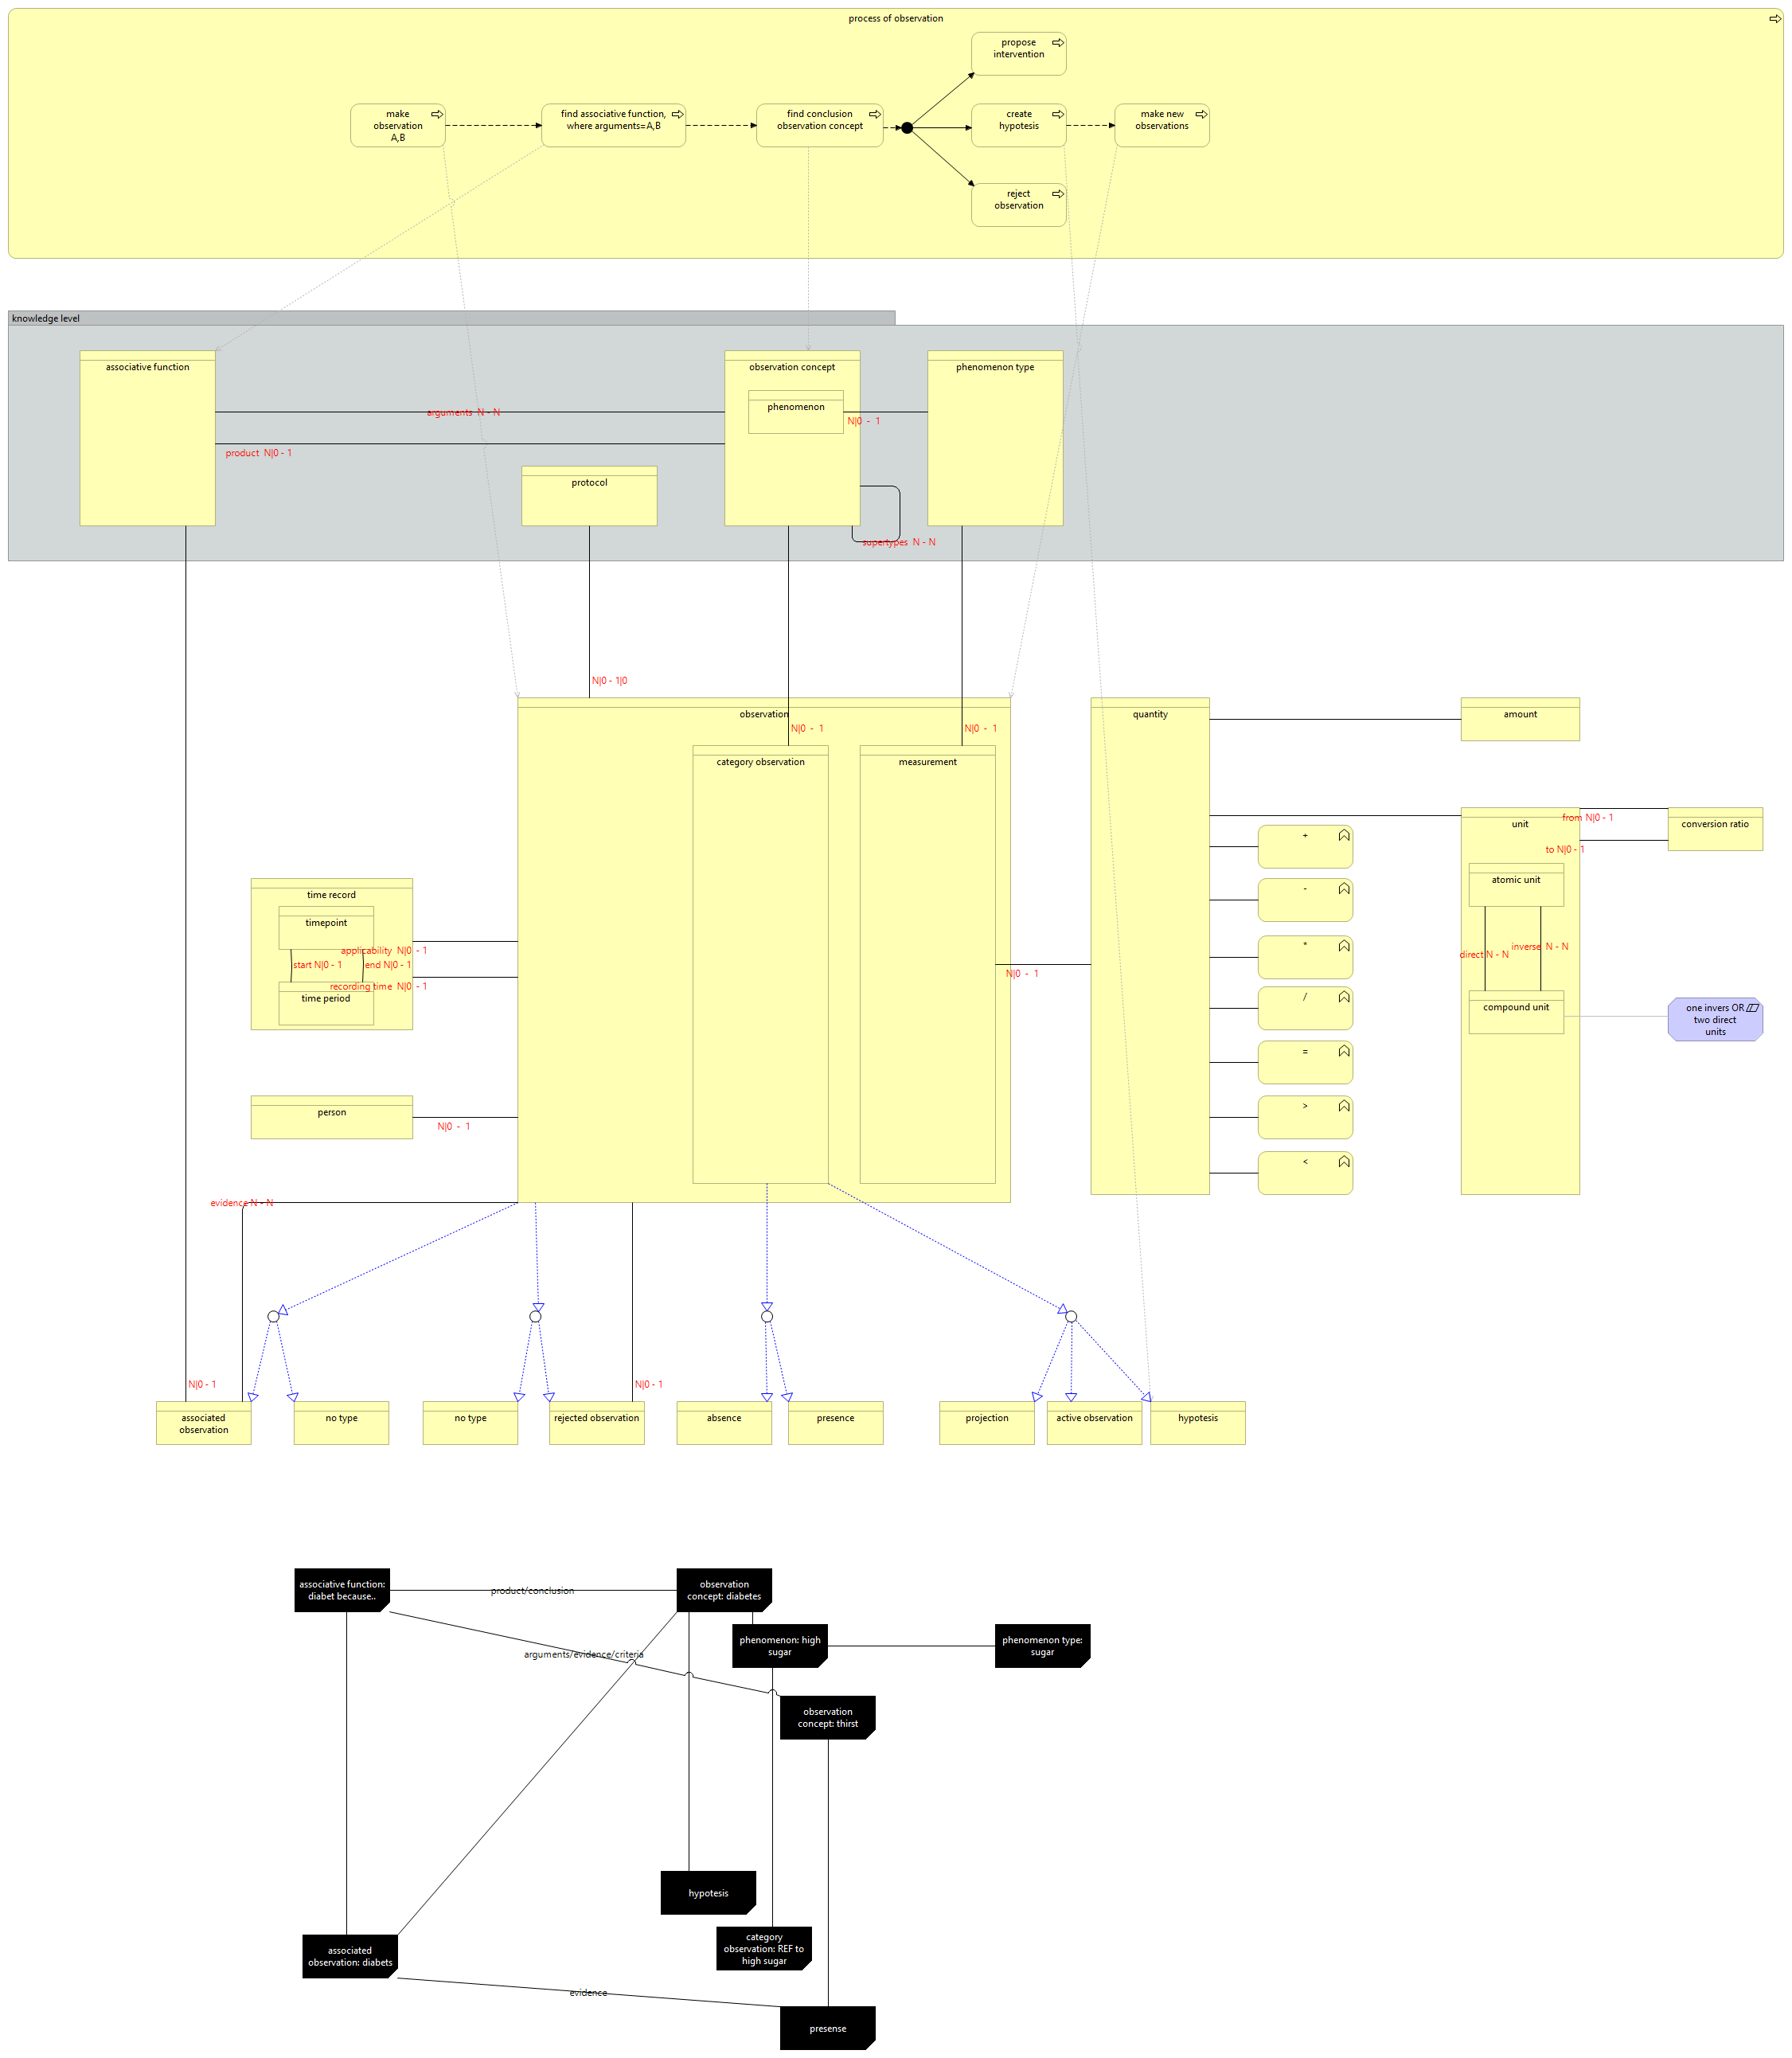 process of observation
propose
intervention
make
observation
A,B
find associative function,
where arguments=A,B
find conclusion
observation concept
create
hypotesis
make new
observations
reject
observation
knowledge level
associative function
observation concept
phenomenon type
phenomenon
arguments N - N
N|0 - 1
product N|0 - 1
protocol
supertypes N - N
N|0 - 1|0
observation
quantity
amount
N|0 - 1
N|0 - 1
category observation
measurement
unit
from N|0 - 1
conversion ratio
to N|0 - 1
+
-
*
/
=
>
<
atomic unit
direct N - N
inverse N - N
compound unit
one invers OR
two direct
units
time record
timepoint
applicability N|0 - 1
start N|0 - 1
end N|0 - 1
recording time N|0 - 1
time period
N|0 - 1
person
N|0 - 1
evidence N - N
N|0 - 1
N|0 - 1
associated
observation
no type
no type
rejected observation
absence
presence
projection
active observation
hypotesis
associative function:
diabet because..
product/conclusion
observation
concept: diabetes
phenomenon: high
sugar
phenomenon type:
sugar
arguments/evidence/criteria
observation
concept: thirst
hypotesis
category
observation: REF to
high sugar
associated
observation: diabets
evidence
presense